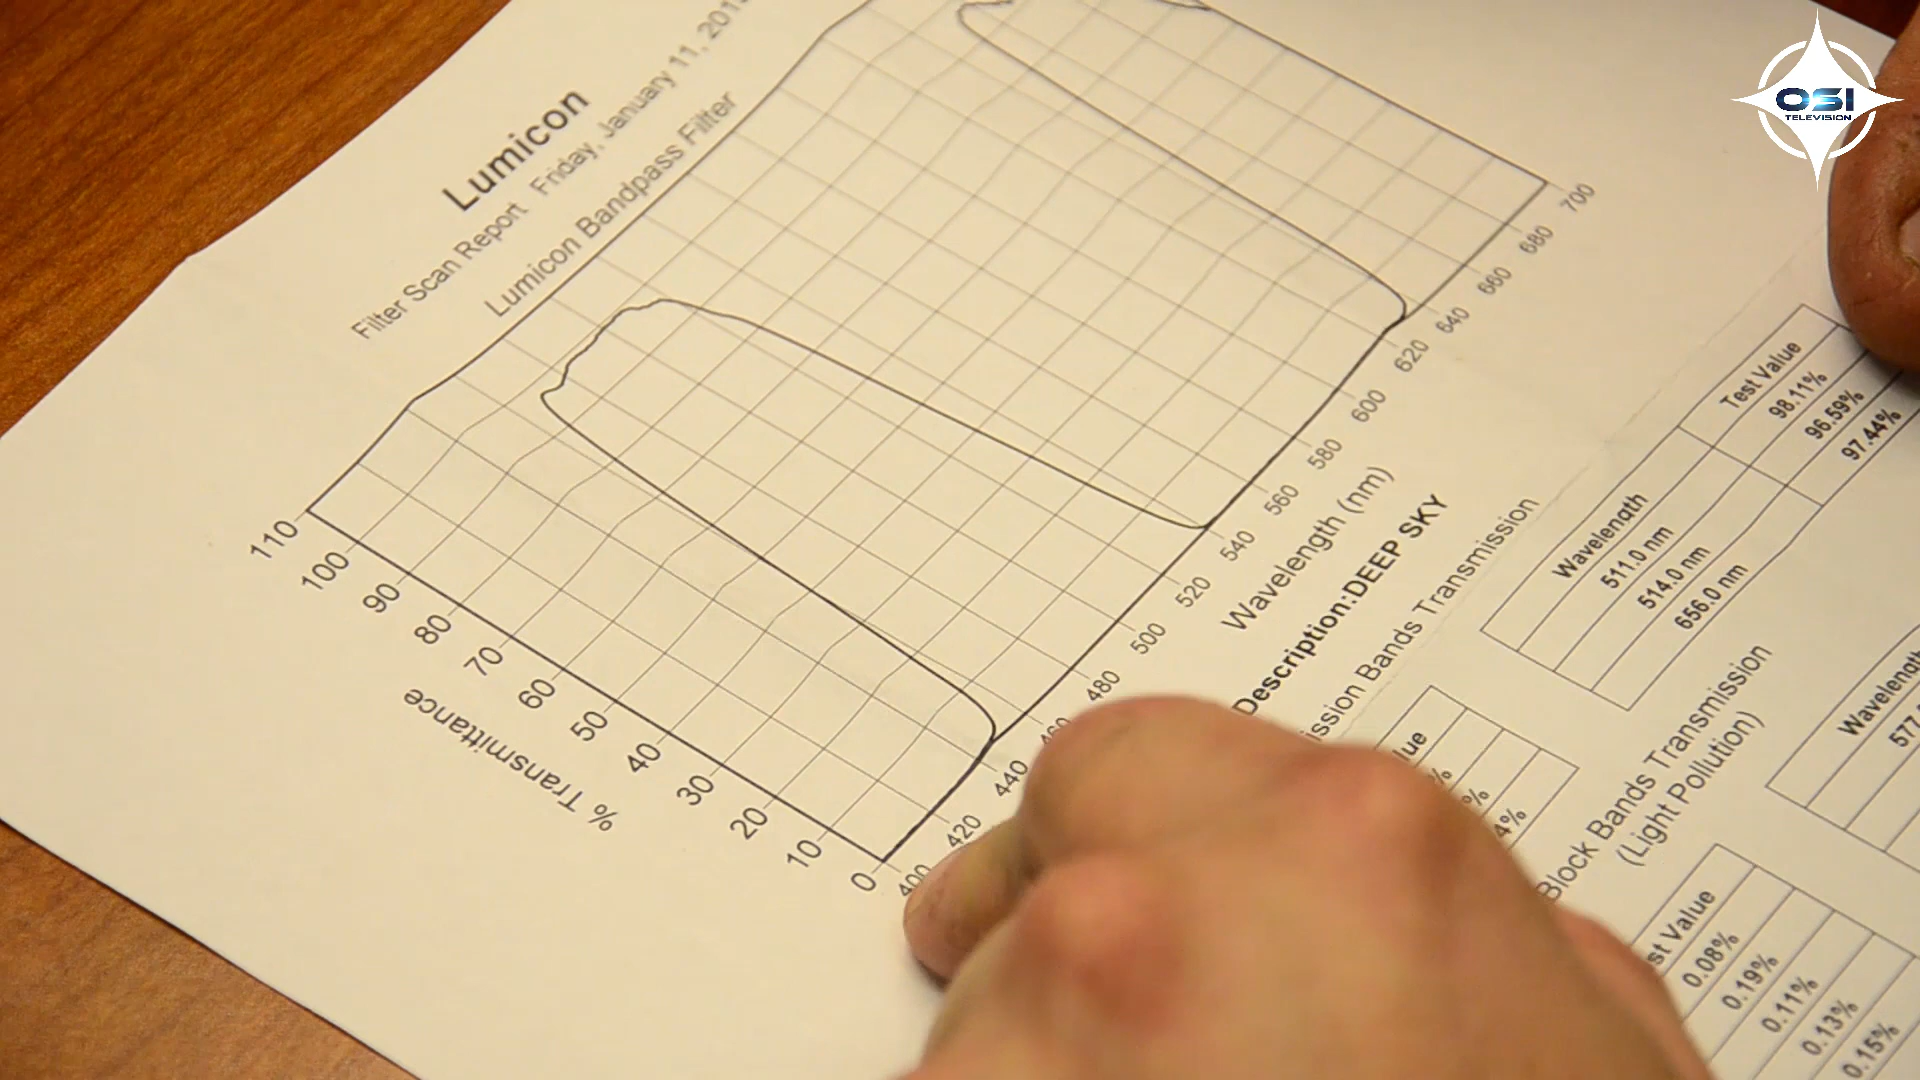 OSI
TELEVISION
Lumicon
Filter Scan Report Friday, January 11,
Lumicon Bandpass Filter
110
100
90
80
70
60
50
40
30
20
10
0
% Transmittance
400
420
440
460
480
500
520
540
560
580
600
620
640
660
680
700
Wavelength (nm)
Description:DEEP SKY
Bands Transmission
Wavelength Test Value
511.0 nm 98.11%
514.0 nm 96.59%
656.0 nm 97.44%
Block Bands Transmission
(Light Pollution)
Value
0.08%
0.19%
0.11%
0.13%
0.15%
Wavelength